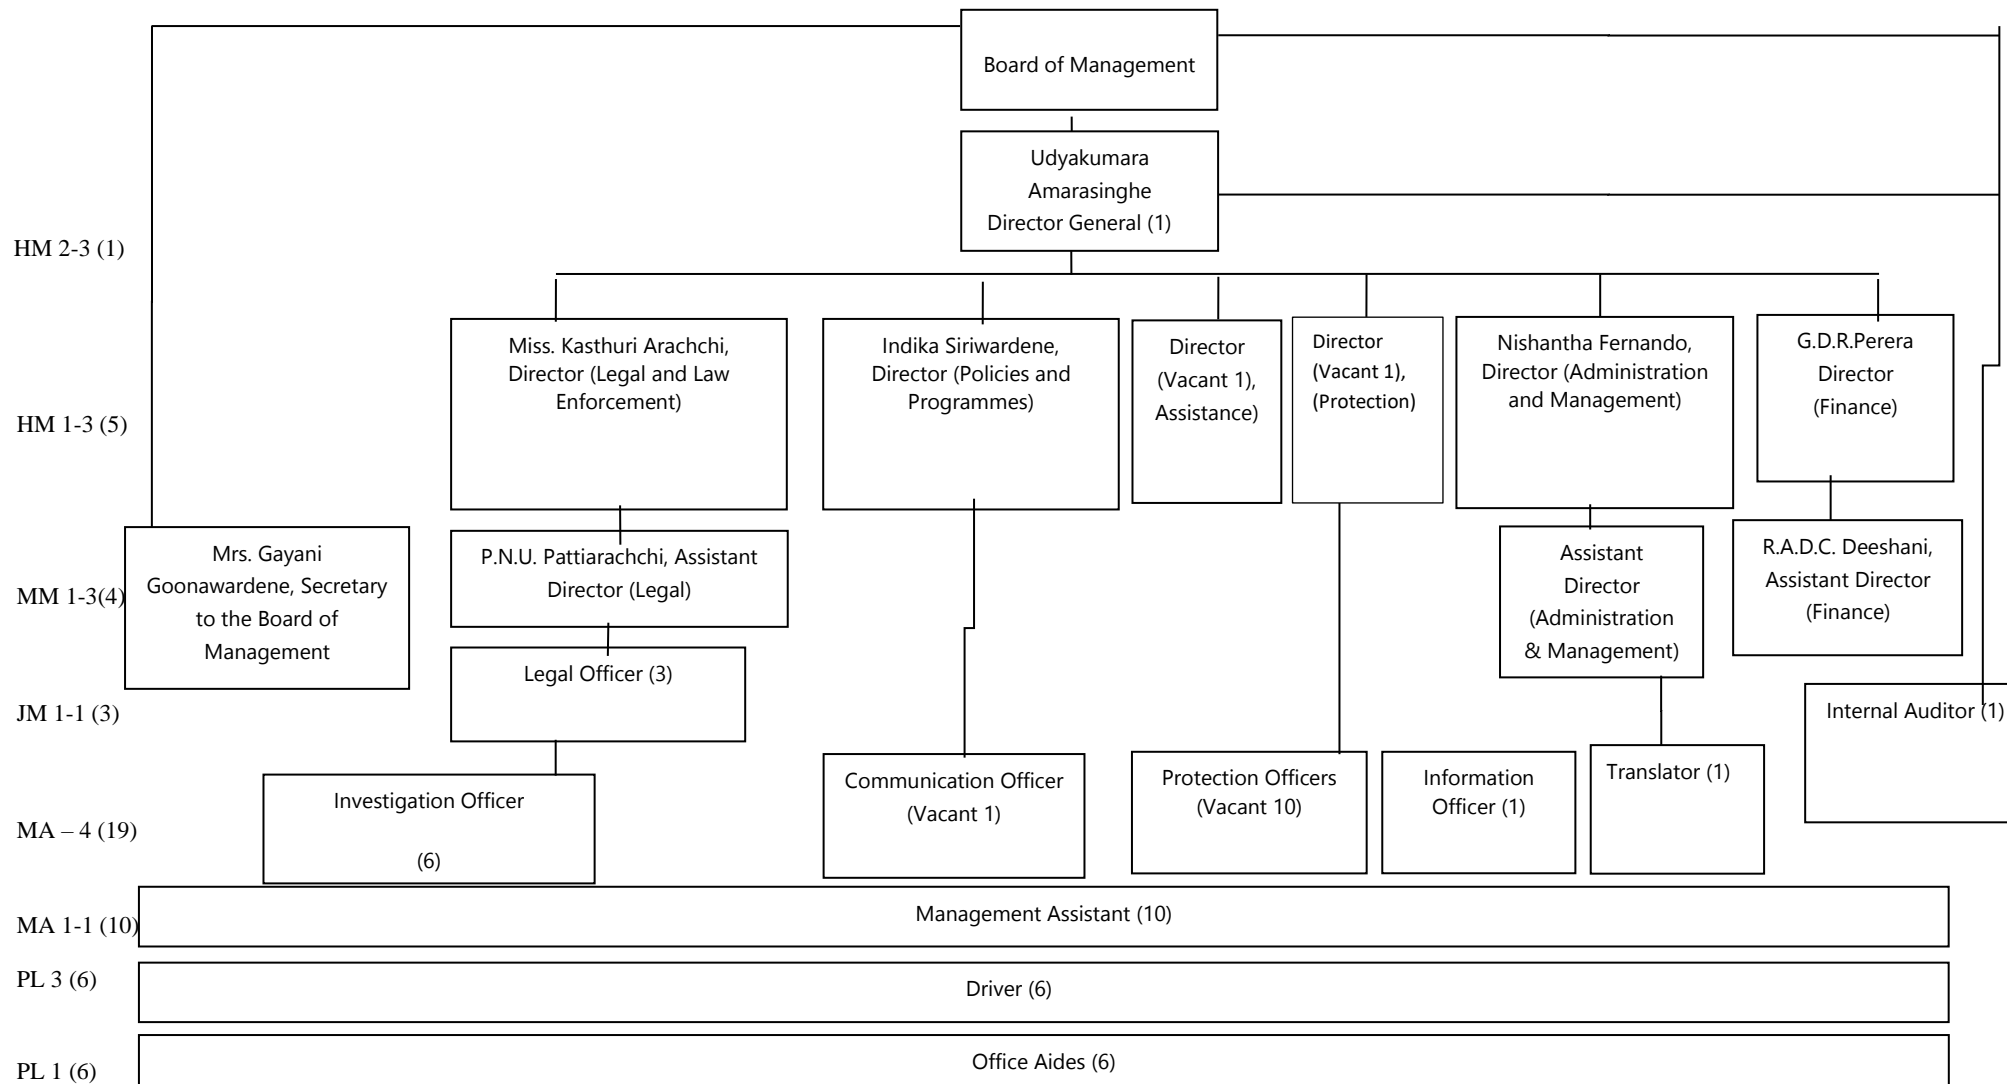 Board of Management
Udyakumara
Amarasinghe
Director General (1)
HM 2-3 (1)
Miss. Kasthuri Arachchi,
Director (Legal and Law
Enforcement)
Indika Siriwardene,
Director (Policies and
Programmes)
Director
(Vacant 1),
Assistance)
Director
(Vacant 1),
(Protection)
Nishantha Fernando,
Director (Administration
and Management)
G.D.R.Perera
Director
(Finance)
HM 1-3 (5)
Mrs. Gayani
Goonawardene, Secretary
to the Board of
Management
P.N.U. Pattiarachchi, Assistant
Director (Legal)
Assistant
Director
(Administration
& Management)
R.A.D.C. Deeshani,
Assistant Director
(Finance)
MM 1-3(4)
Legal Officer (3)
JM 1-1 (3)
Internal Auditor (1)
Investigation Officer
(6)
Communication Officer
(Vacant 1)
Protection Officers
(Vacant 10)
Information
Officer (1)
Translator (1)
MA – 4 (19)
MA 1-1 (10)
Management Assistant (10)
PL 3 (6)
Driver (6)
PL 1 (6)
Office Aides (6)